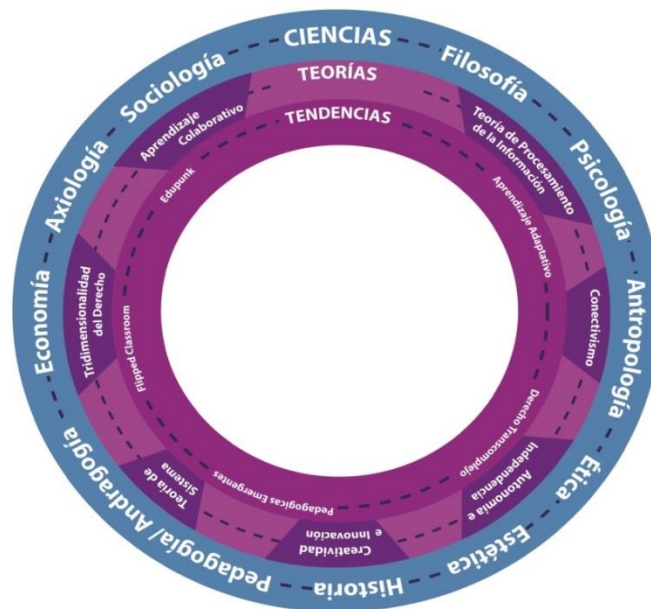 CIENCIAS
Filosofía
Psicología
Antropología
Ética
Estética
Historia
Pedagogía/ Andragogía
Economía
Axiología
Sociología
TEORÍAS
Teoría de Procesamiento
de la Información
Conectivismo
Autonomía e
Independencia
Creatividad
e Innovación
Teoría de
Sistema
Tridimensionalidad
del Derecho
Aprendizaje
Colaborativo
TENDENCIAS
Aprendizaje Adaptativo
Derecho Transcomplejo
Pedagogicas Emergentes
Flipped Classroom
Edupunk